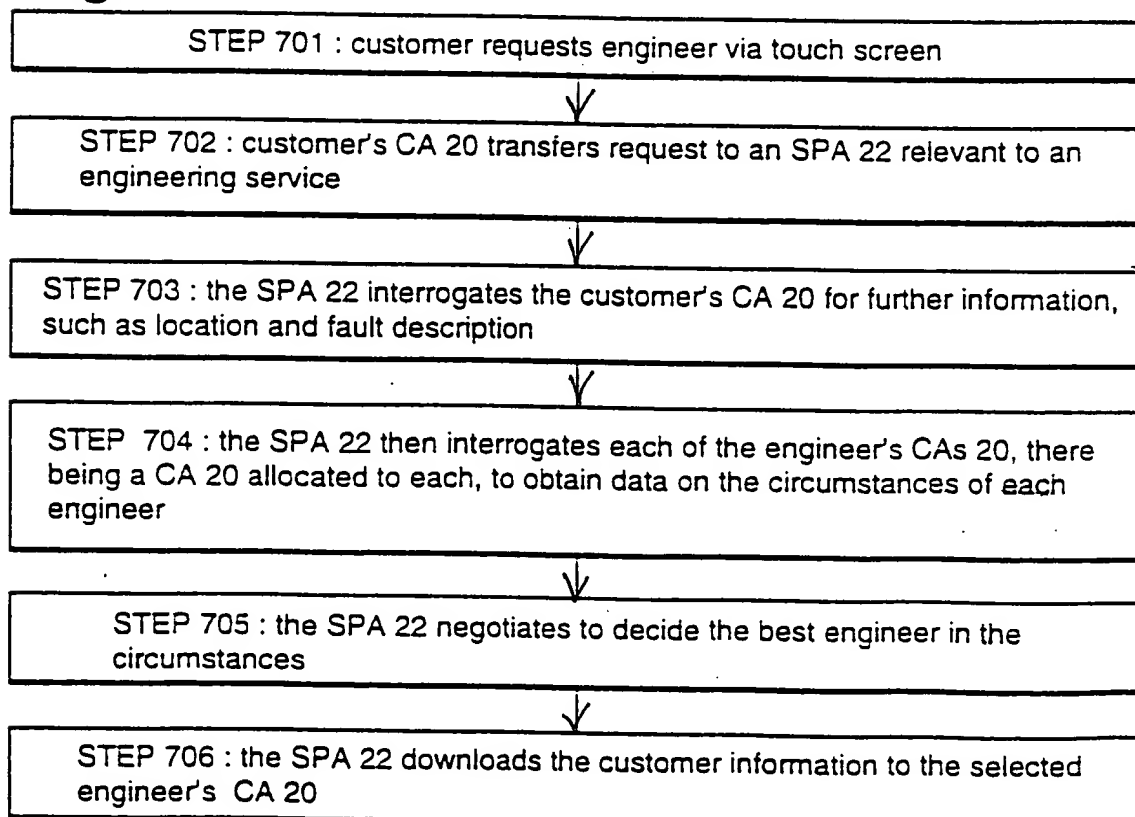 STEP 701 : customer requests engineer via touch screen
STEP 702 : customer's CA 20 transfers request to an SPA 22 relevant to an
engineering service
STEP 703 : the SPA 22 interrogates the customer's CA 20 for further information,
such as location and fault description
STEP 704 : the SPA 22 then interrogates each of the engineer's CAs 20, there
being a CA 20 allocated to each, to obtain data on the circumstances of each
engineer
STEP 705 : the SPA 22 negotiates to decide the best engineer in the
circumstances
STEP 706 : the SPA 22 downloads the customer information to the selected
engineer's CA 20